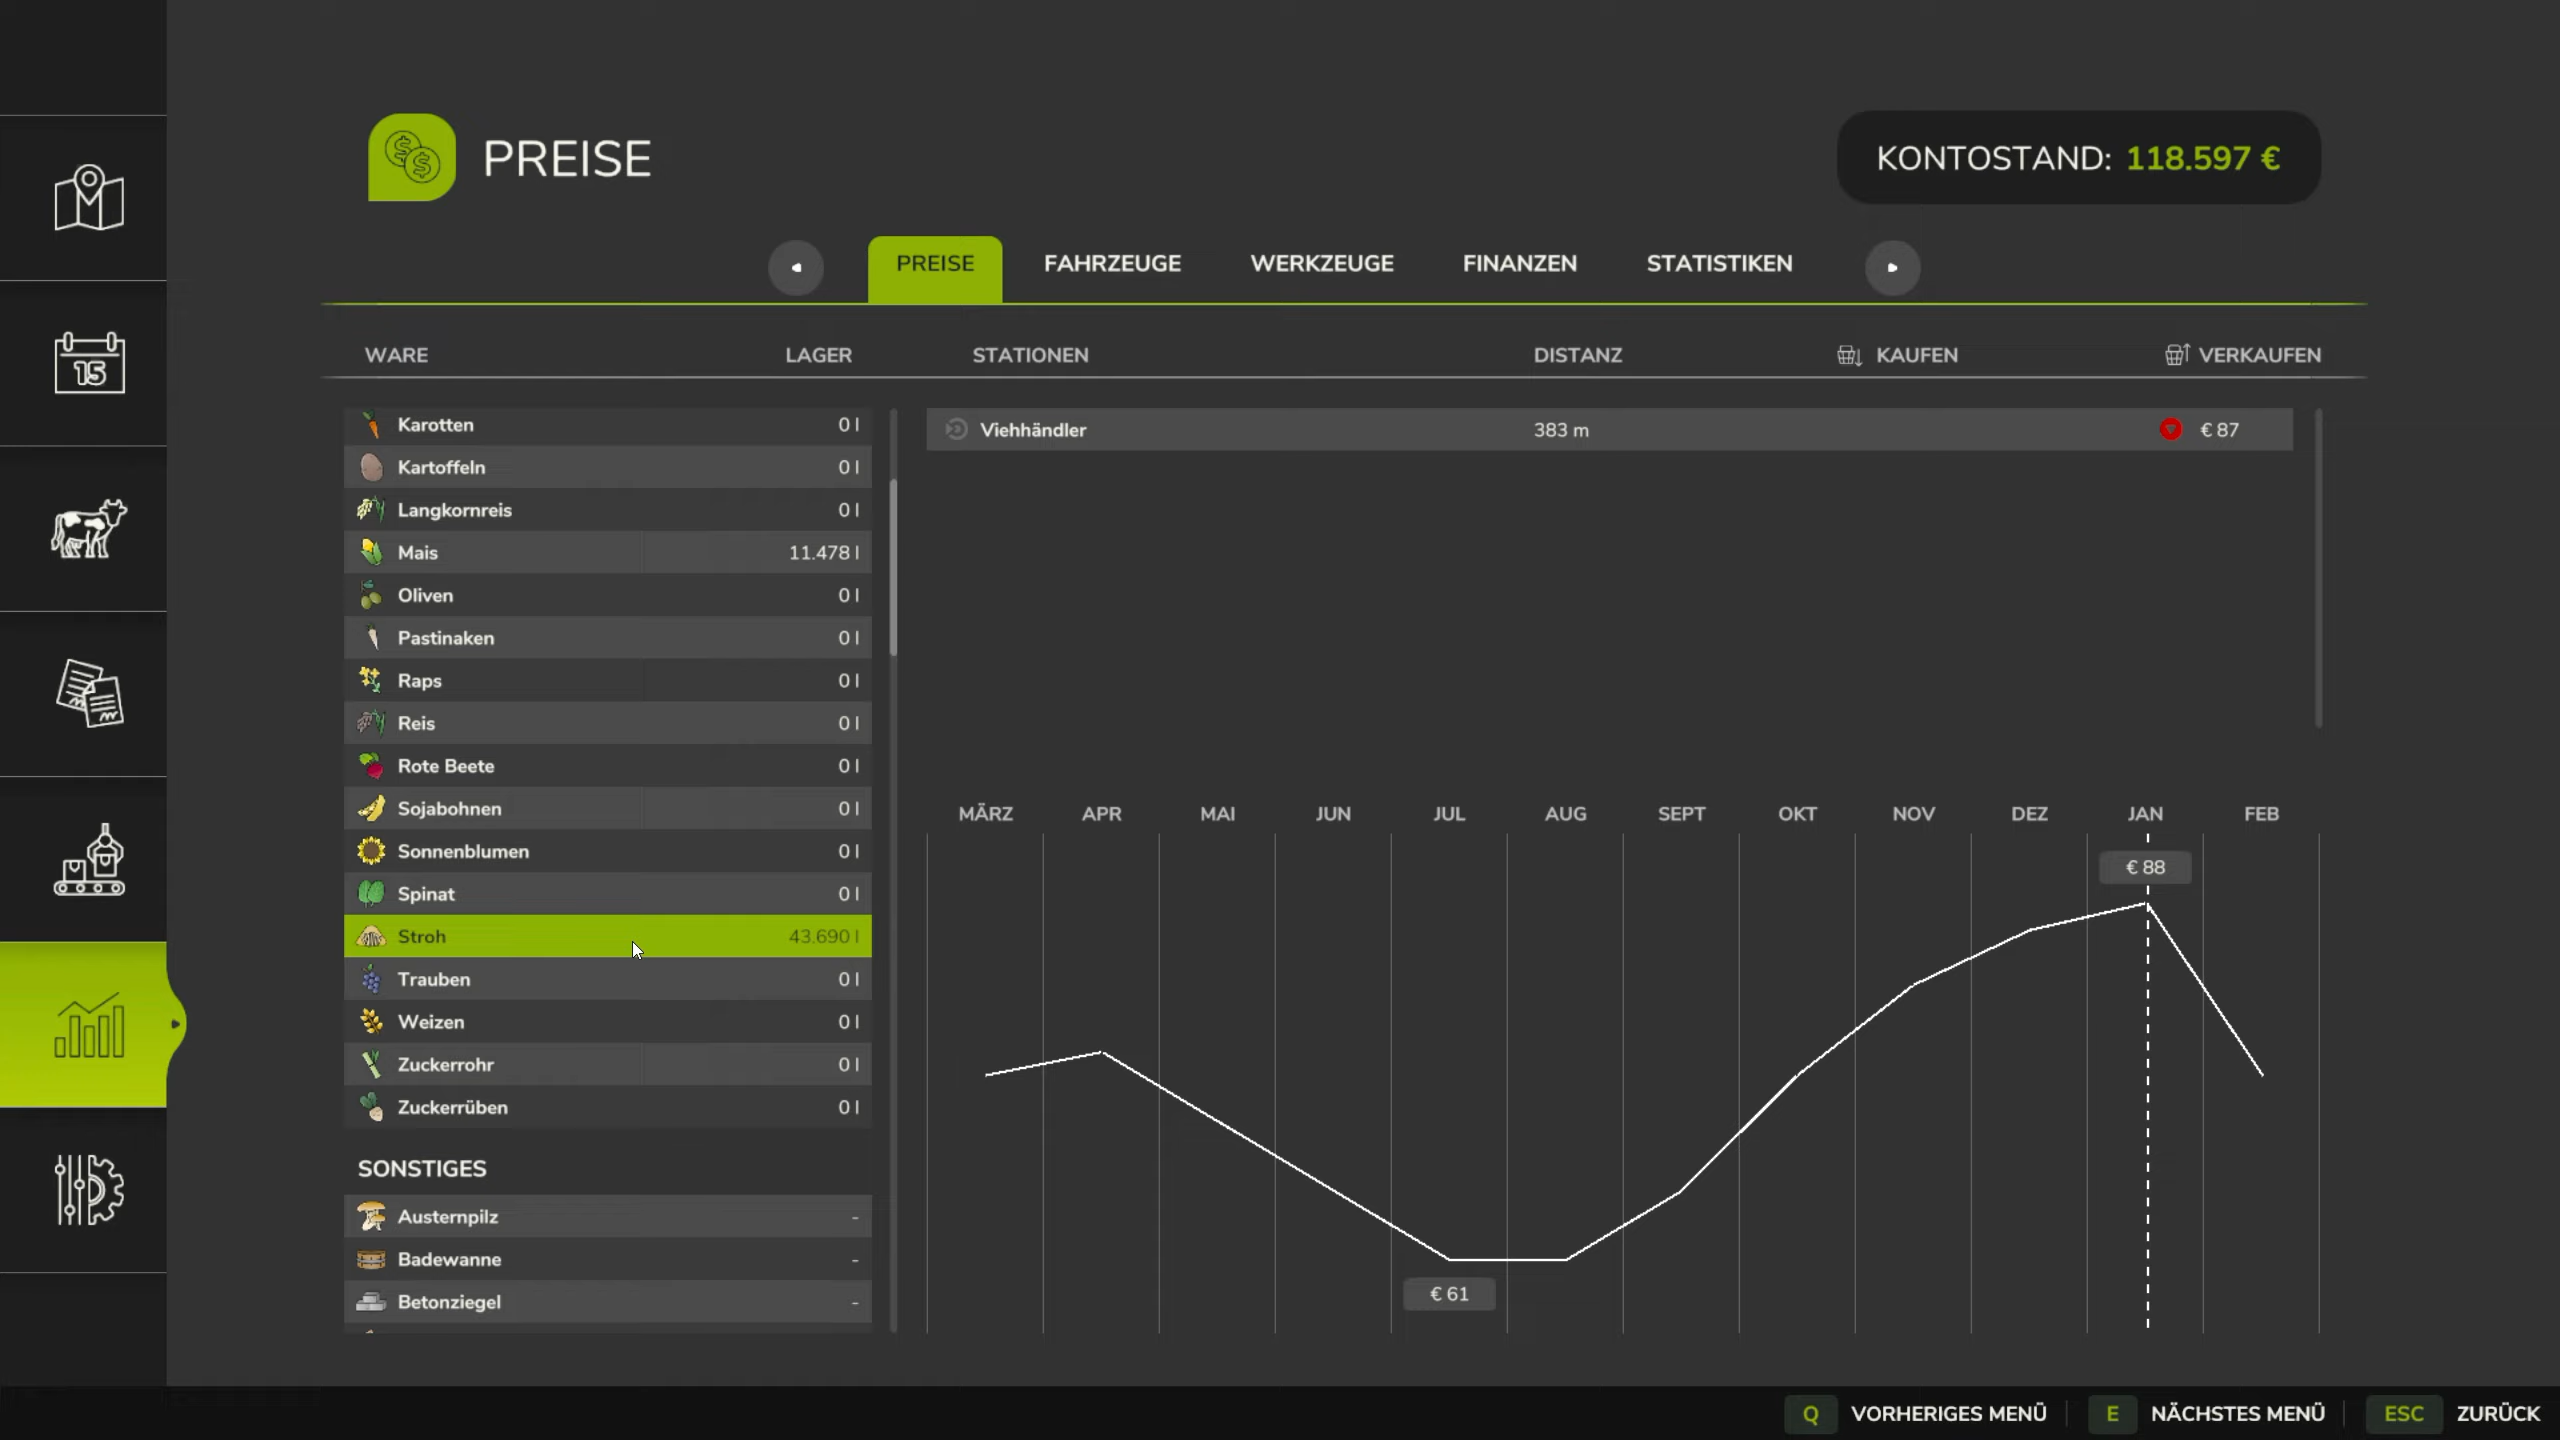 PREISE
KONTOSTAND: 118.597 €
PREISE FAHRZEUGE WERKZEUGE FINANZEN STATISTIKEN
WARE LAGER STATIONEN DISTANZ KAUFEN VERKAUFEN
15
Karotten 0 l
Viehhändler 383 m € 87
Kartoffeln 0 l
Langkornreis 0 l
Mais 11.478 l
Oliven 0 l
Pastinaken 0 l
Raps 0 l
Reis 0 l
Rote Beete 0 l
Sojabohnen 0 l
Sonnenblumen 0 l
Spinat 0 l
Stroh 43.690 l
Trauben 0 l
Weizen 0 l
Zuckerrohr 0 l
Zuckerrüben 0 l
SONSTIGES
Austernpilz -
Badewanne -
Betonziegel -
MÄRZ APR MAI JUN JUL AUG SEPT OKT NOV DEZ JAN FEB
€ 88
€ 61
Q VORHERIGES MENÜ E NÄCHSTES MENÜ ESC ZURÜCK